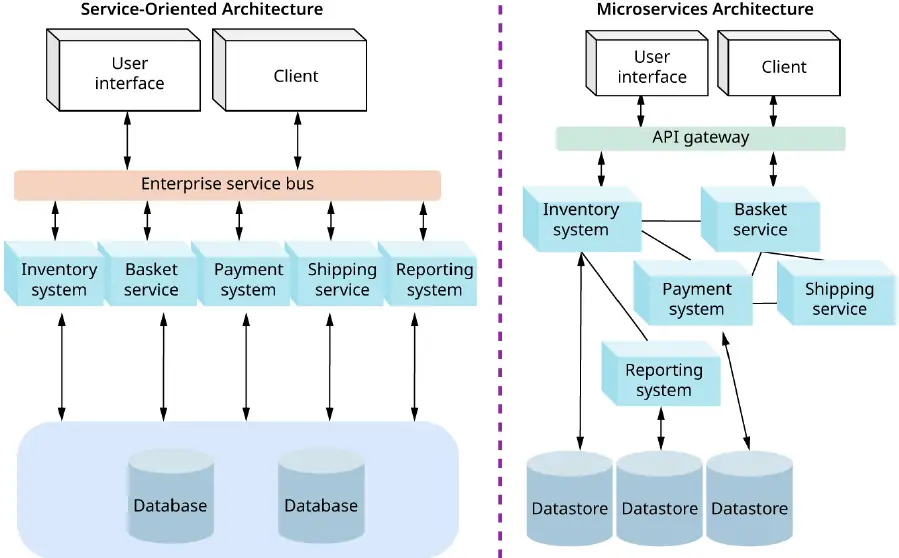 Service-Oriented Architecture
User
interface
Client
Enterprise service bus
Inventory
system
Basket
service
Payment
system
Shipping
service
Reporting
system
Database
Database
Microservices Architecture
User
interface
Client
API gateway
Inventory
system
Basket
service
Payment
system
Shipping
service
Reporting
system
Datastore
Datastore
Datastore